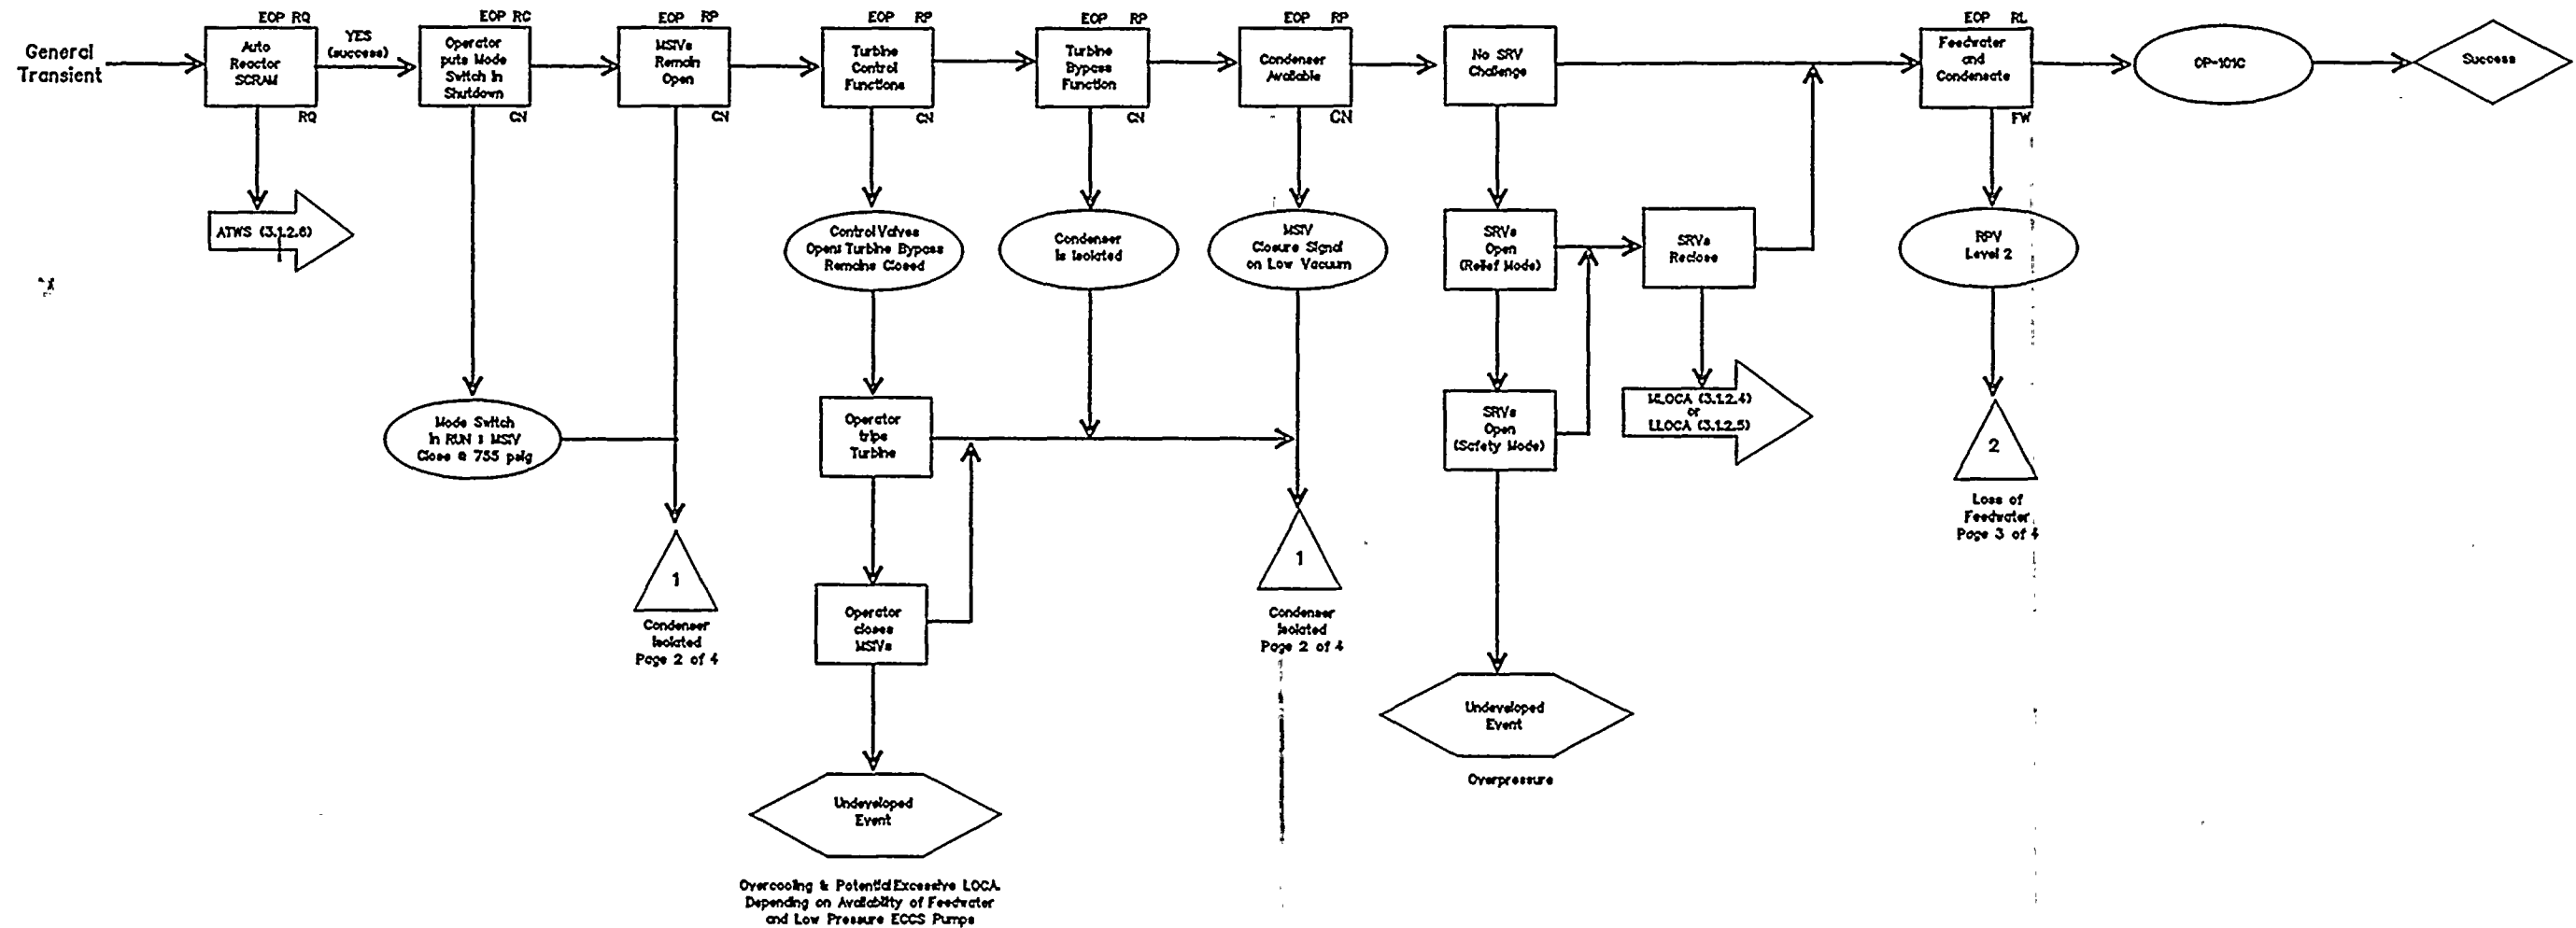 General
Transient
EOP RQ
Auto
Reactor
SCRAM
RQ
YES
(success)
EOP RC
Operator
puts Mode
Switch in
Shutdown
CN
EOP RP
MSIVs
Remain
Open
CN
EOP RP
Turbine
Control
Functions
CN
EOP RP
Turbine
Bypass
Function
CN
EOP RP
Condenser
Available
CN
No SRV
Challenge
EOP RL
Feedwater
and
Condensate
FW
OP-101C
Success
ATWS (3.1.2.6)
Control Valves
Open; Turbine Bypass
Remains Closed
Condenser
is Isolated
MSIV
Closure Signal
on Low Vacuum
SRVs
Open
(Relief Mode)
SRVs
Reclose
RPV
Level 2
Mode Switch
in RUN : MSIV
Close @ 755 psig
Operator
trips
Turbine
SRVs
Open
(Safety Mode)
MLOCA (3.1.2.4)
or
LLOCA (3.1.2.5)
2
Loss of
Feedwater
Page 3 of 4
1
Condenser
Isolated
Page 2 of 4
Operator
closes
MSIVs
1
Condenser
Isolated
Page 2 of 4
Undeveloped
Event
Overpressure
Undeveloped
Event
Overcooling & Potential Excessive LOCA.
Depending on Availability of Feedwater
and Low Pressure ECCS Pumps